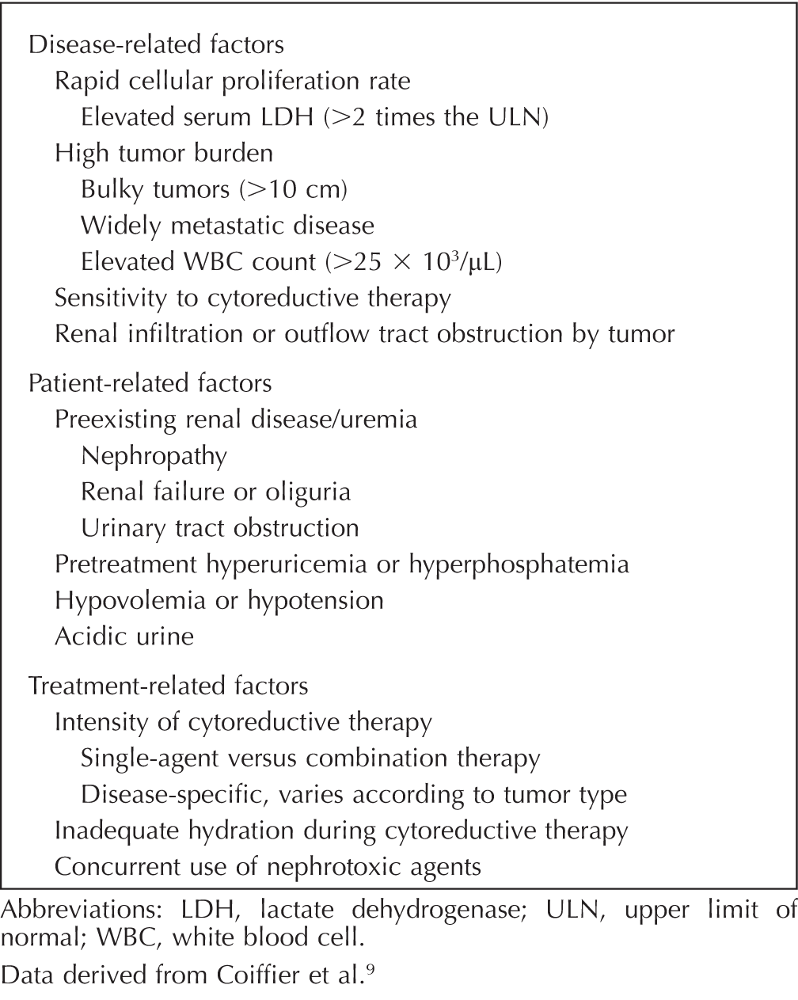 Disease-related factors
Rapid cellular proliferation rate
Elevated serum LDH (>2 times the ULN)
High tumor burden
Bulky tumors (>10 cm)
Widely metastatic disease
Elevated WBC count (>25 × 10³/μL)
Sensitivity to cytoreductive therapy
Renal infiltration or outflow tract obstruction by tumor
Patient-related factors
Preexisting renal disease/uremia
Nephropathy
Renal failure or oliguria
Urinary tract obstruction
Pretreatment hyperuricemia or hyperphosphatemia
Hypovolemia or hypotension
Acidic urine
Treatment-related factors
Intensity of cytoreductive therapy
Single-agent versus combination therapy
Disease-specific, varies according to tumor type
Inadequate hydration during cytoreductive therapy
Concurrent use of nephrotoxic agents
Abbreviations: LDH, lactate dehydrogenase; ULN, upper limit of
normal; WBC, white blood cell.
Data derived from Coiffier et al.⁹